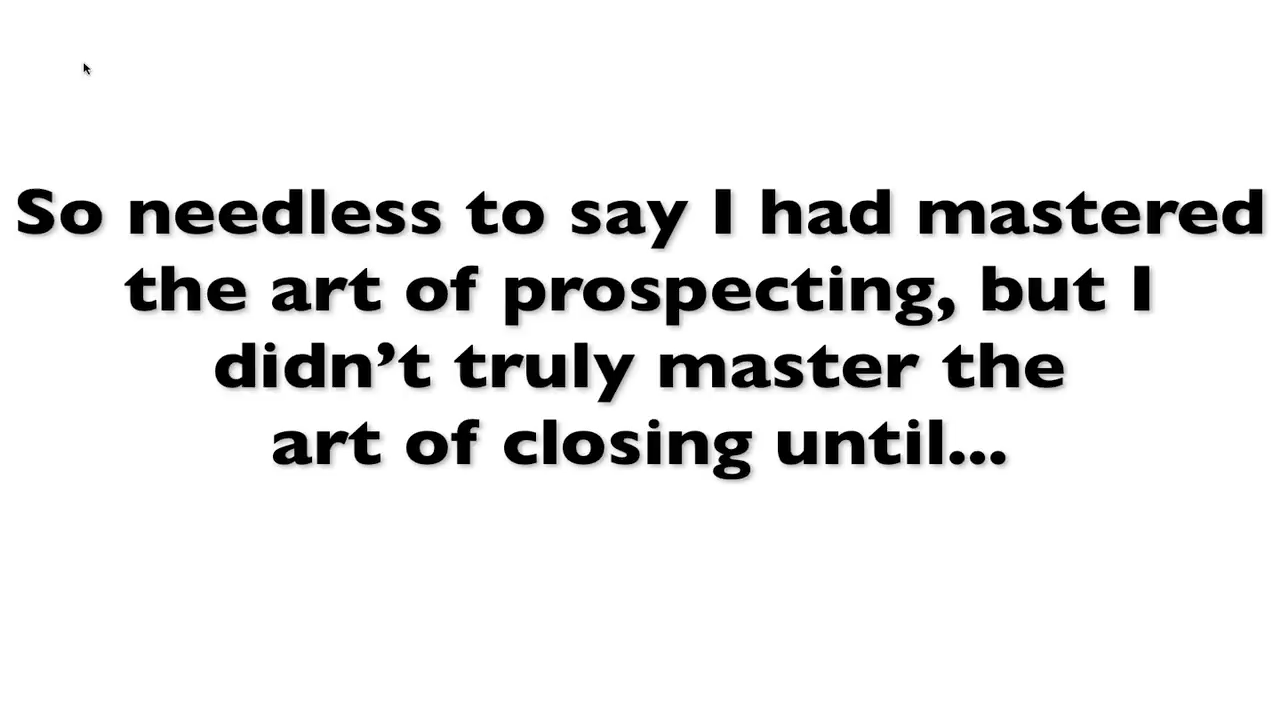 So needless to say I had mastered
the art of prospecting, but I
didn’t truly master the
art of closing until...